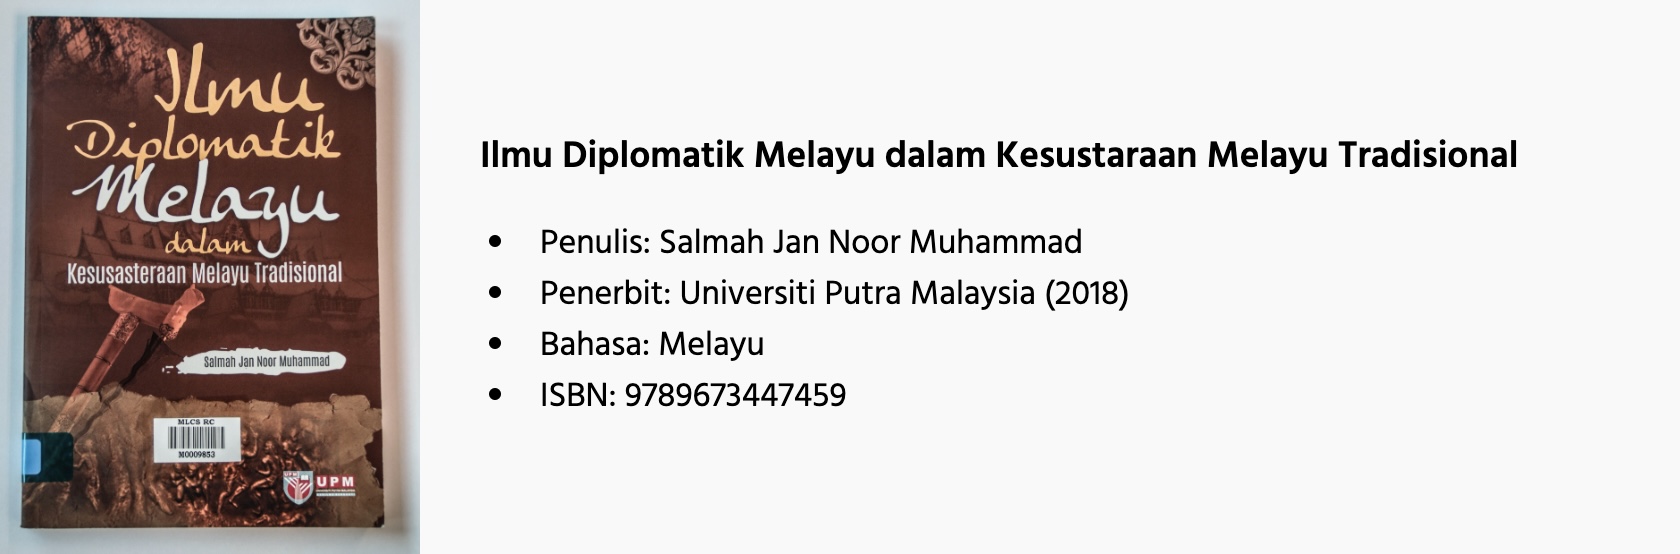 Ilmu
Diplomatik
Melayu
dalam
Kesusasteraan Melayu Tradisional
Salmah Jan Noor Muhammad
MLCS RC
M0009853
UPM
UPM
Ilmu Diplomatik Melayu dalam Kesustaraan Melayu Tradisional
• Penulis: Salmah Jan Noor Muhammad
• Penerbit: Universiti Putra Malaysia (2018)
• Bahasa: Melayu
• ISBN: 9789673447459